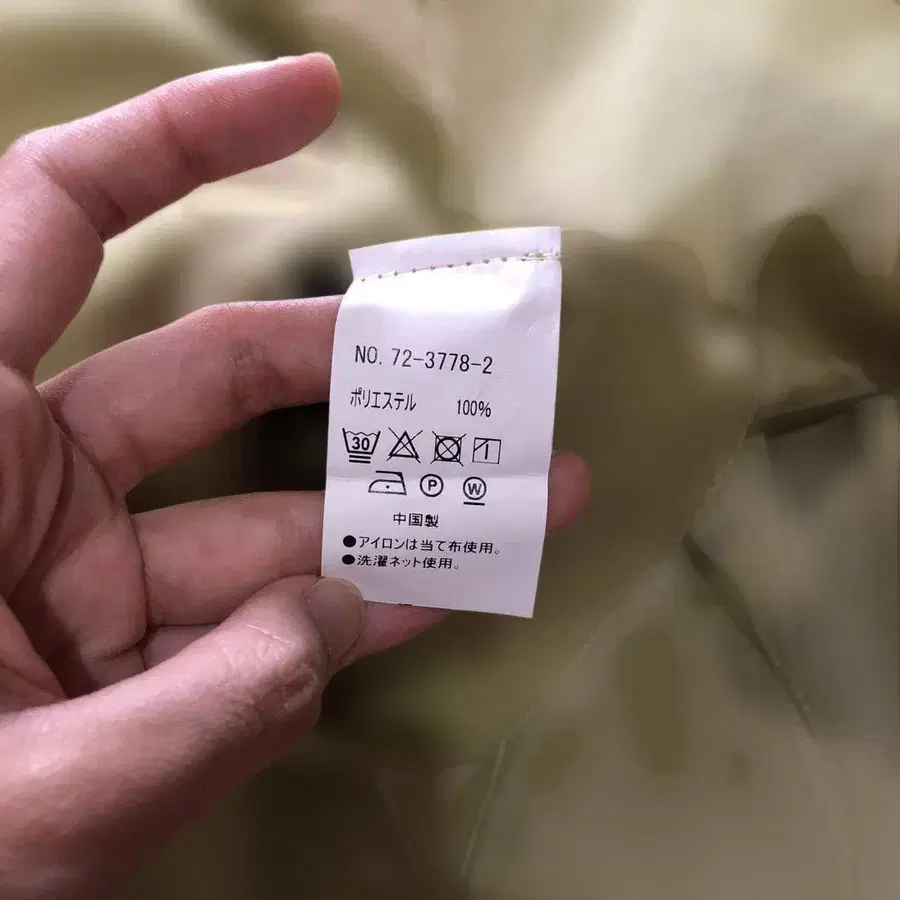 NO. 72-3778-2
ポリエステル 100%
30
P W
中国製
●アイロンは当て布使用。
●洗濯ネット使用。